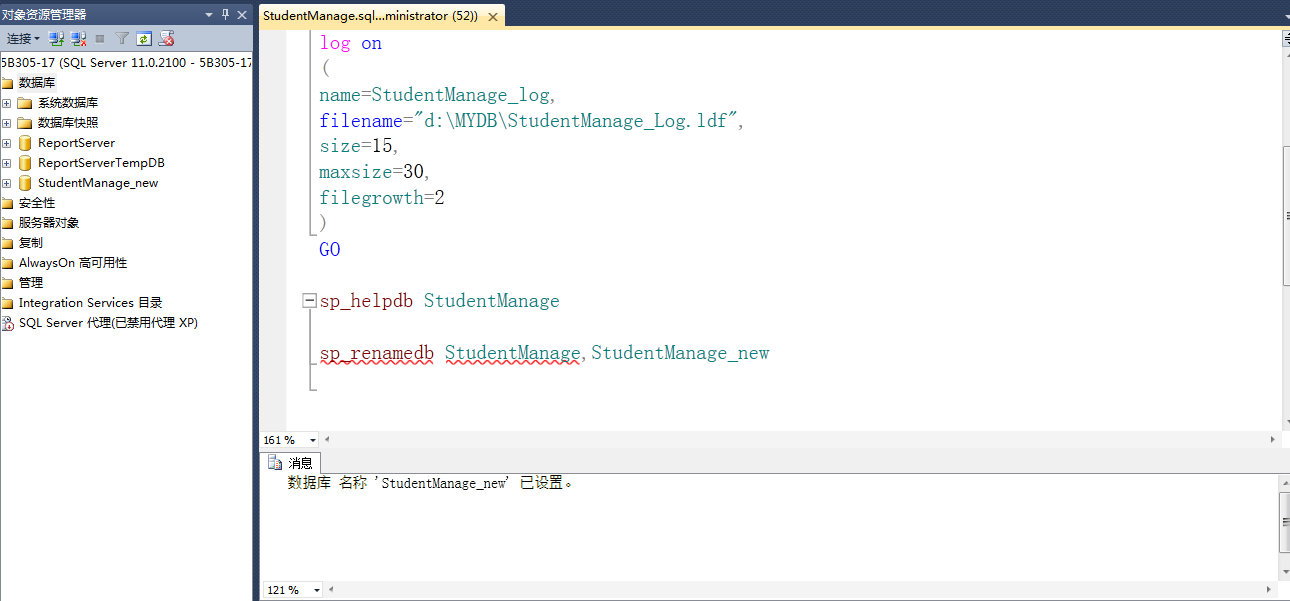 对象资源管理器
连接
5B305-17 (SQL Server 11.0.2100 - 5B305-17
数据库
系统数据库
数据库快照
ReportServer
ReportServerTempDB
StudentManage_new
安全性
服务器对象
复制
AlwaysOn 高可用性
管理
Integration Services 目录
SQL Server 代理(已禁用代理 XP)
StudentManage.sql...ministrator (52))
log on
(
name=StudentManage_log,
filename="d:\MYDB\StudentManage_Log.ldf",
size=15,
maxsize=30,
filegrowth=2
)
GO
sp_helpdb StudentManage
sp_renamedb StudentManage,StudentManage_new
161 %
消息
数据库 名称 'StudentManage_new' 已设置。
121 %